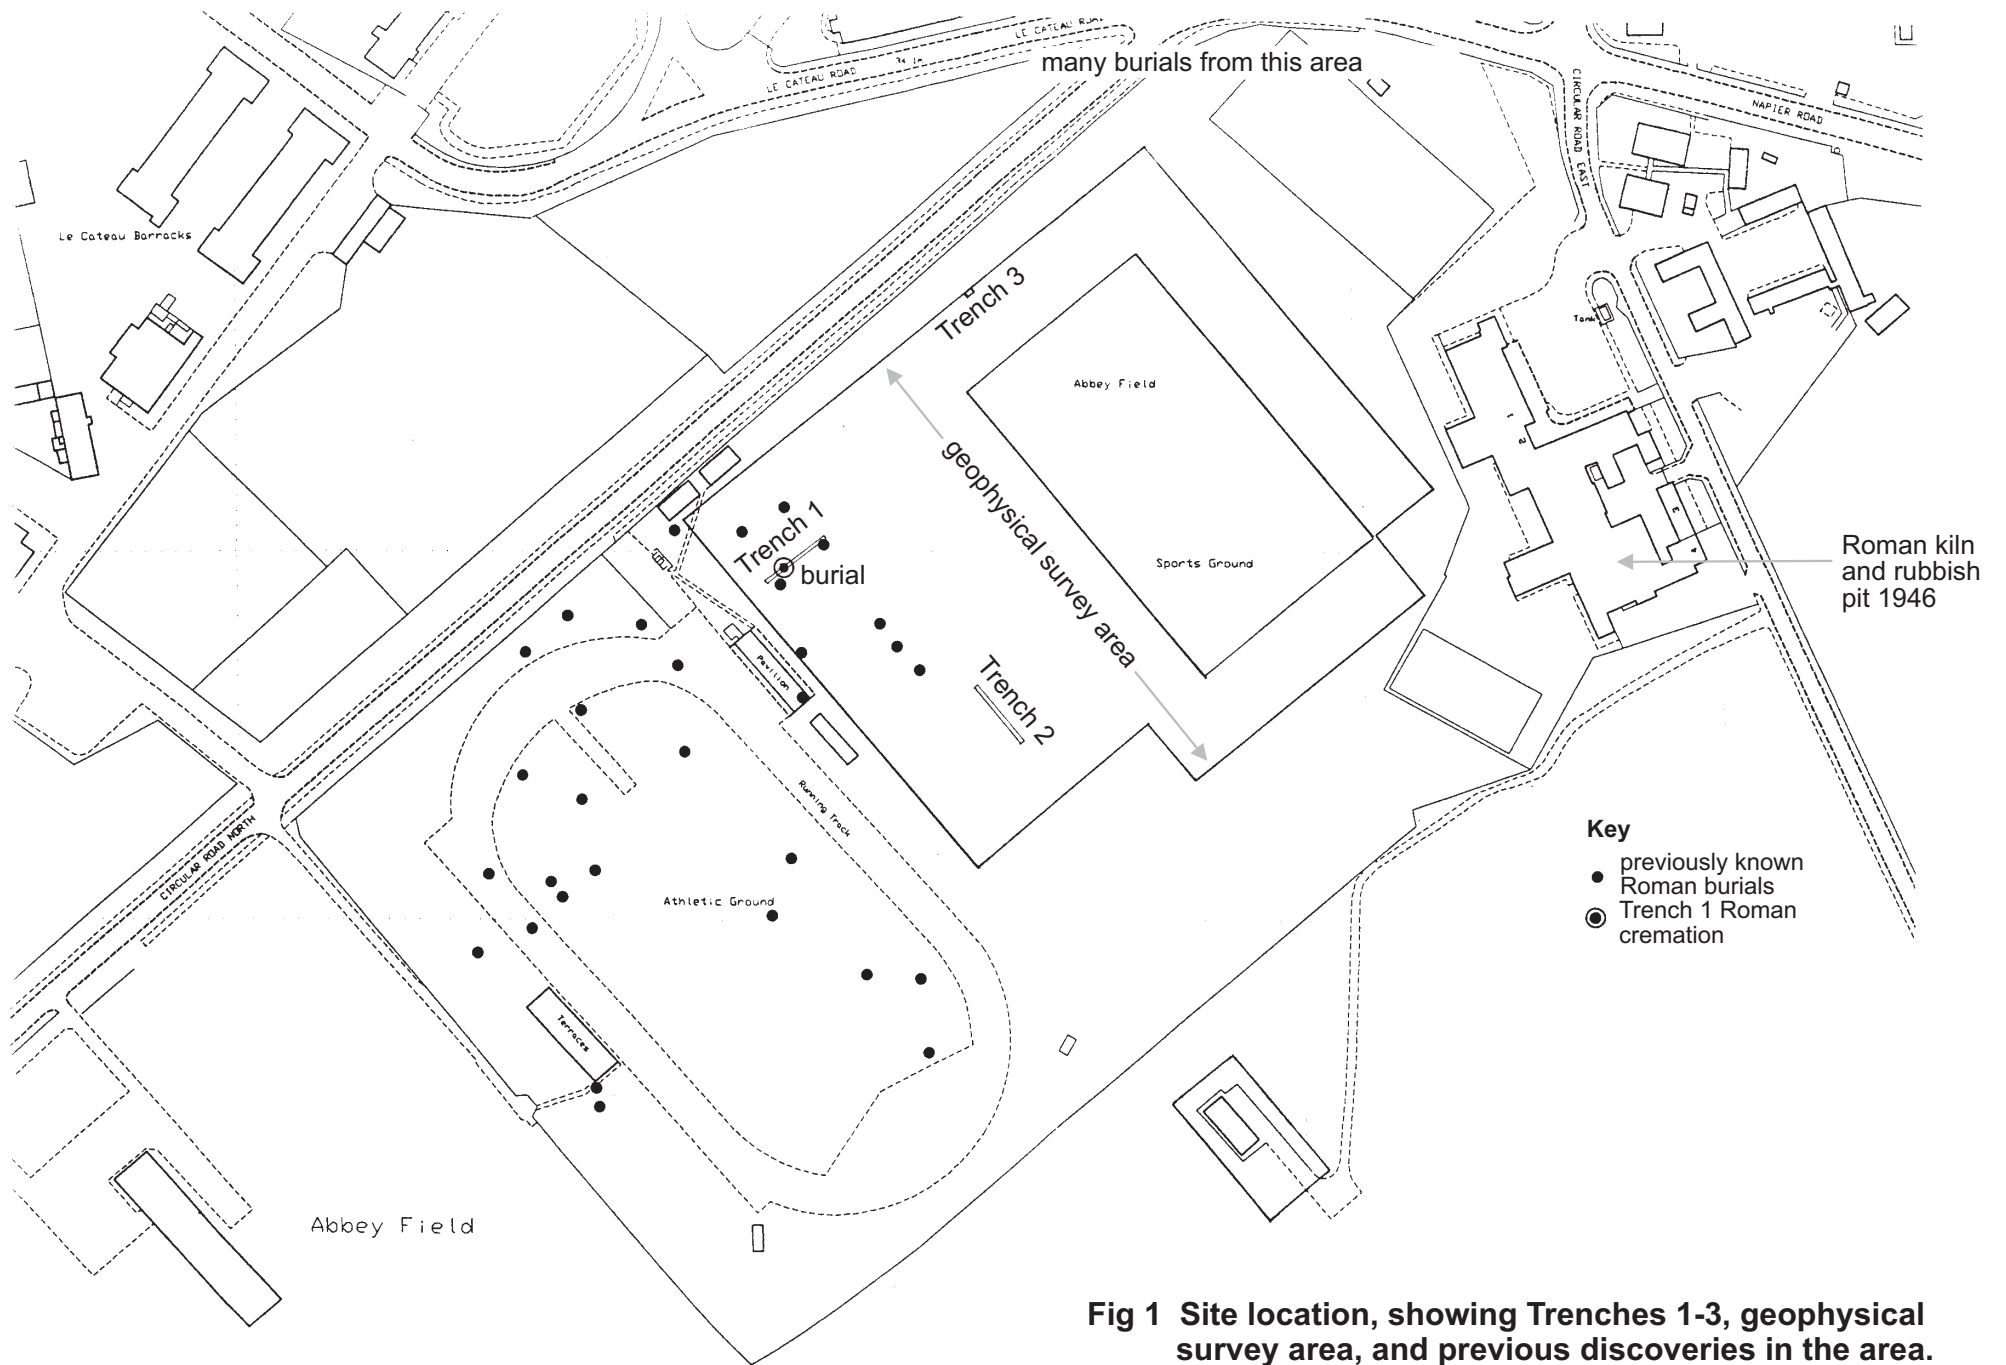 LE CATEAU ROAD
LE CATEAU ROAD
many burials from this area
CIRCULAR ROAD EAST
NAPIER ROAD
Le Cateau Barracks
Trench 3
Tank
Abbey Field
geophysical survey area
Sports Ground
Trench 1
burial
Roman kiln
and rubbish
pit 1946
Pavilion
Trench 2
Running Track
CIRCULAR ROAD NORTH
Athletic Ground
Terraces
Key
previously known
Roman burials
Trench 1 Roman
cremation
Abbey Field
Fig 1 Site location, showing Trenches 1-3, geophysical
survey area, and previous discoveries in the area.